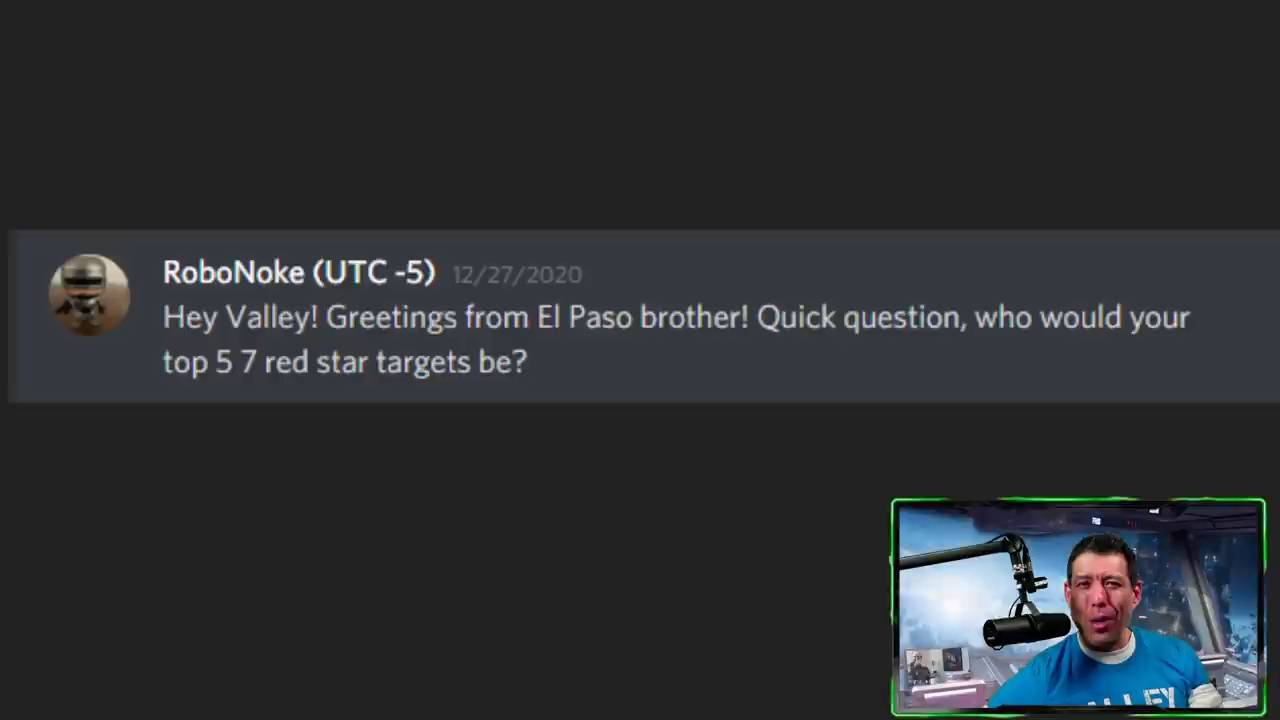 RoboNoke (UTC -5) 12/27/2020
Hey Valley! Greetings from El Paso brother! Quick question, who would your
top 5 7 red star targets be?